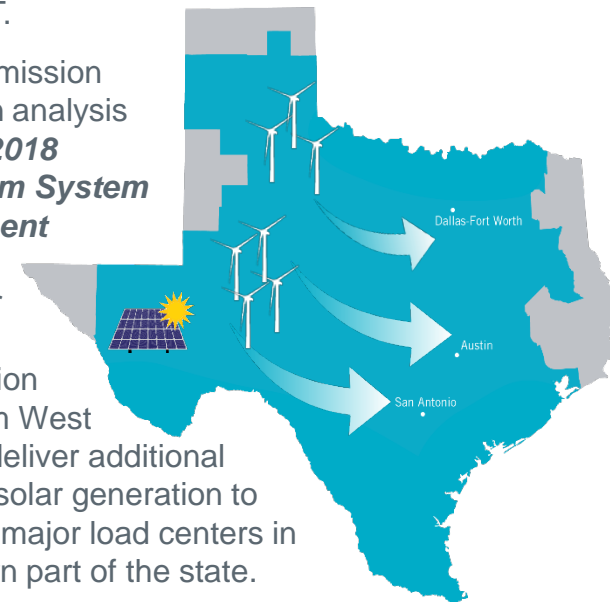 T.
mission
analysis
2018
m System
ent
ion
West
deliver additional
solar generation to
major load centers in
n part of the state.
Dallas-Fort Worth
Austin
San Antonio